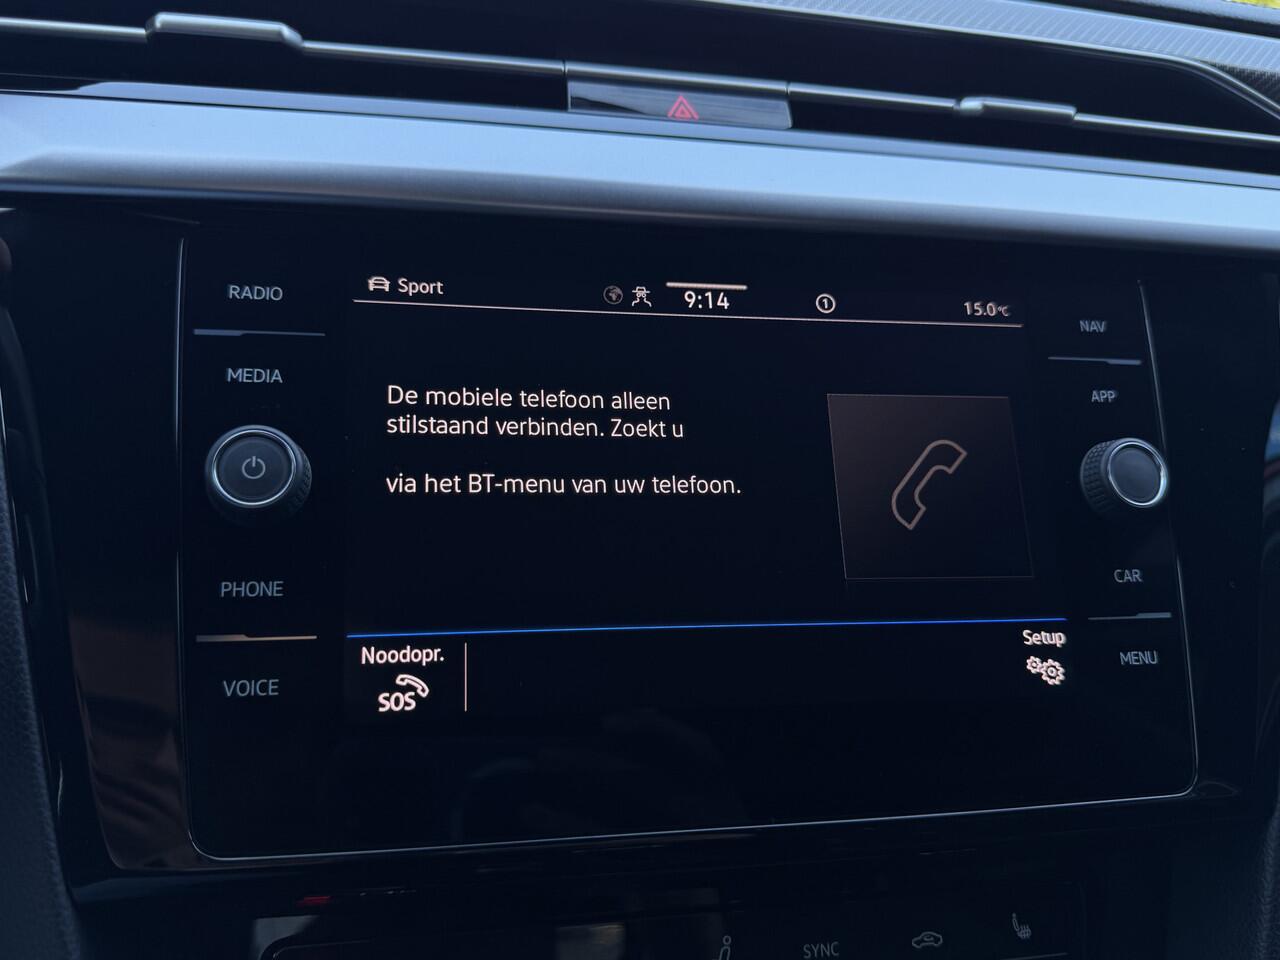 RADIO
MEDIA
PHONE
VOICE
Sport
9:14
1
15.0°C
De mobiele telefoon alleen
stilstaand verbinden. Zoekt u
via het BT-menu van uw telefoon.
Noodopr.
SOS
Setup
NAV
APP
CAR
MENU
SYNC